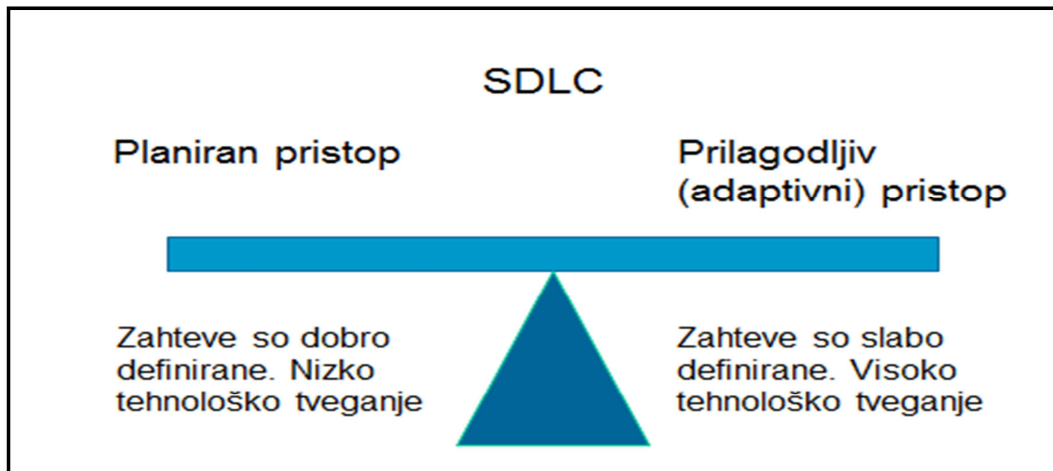 SDLC
Planiran pristop
Prilagodljiv
(adaptivni) pristop
Zahteve so dobro
definirane. Nizko
tehnološko tveganje
Zahteve so slabo
definirane. Visoko
tehnološko tveganje